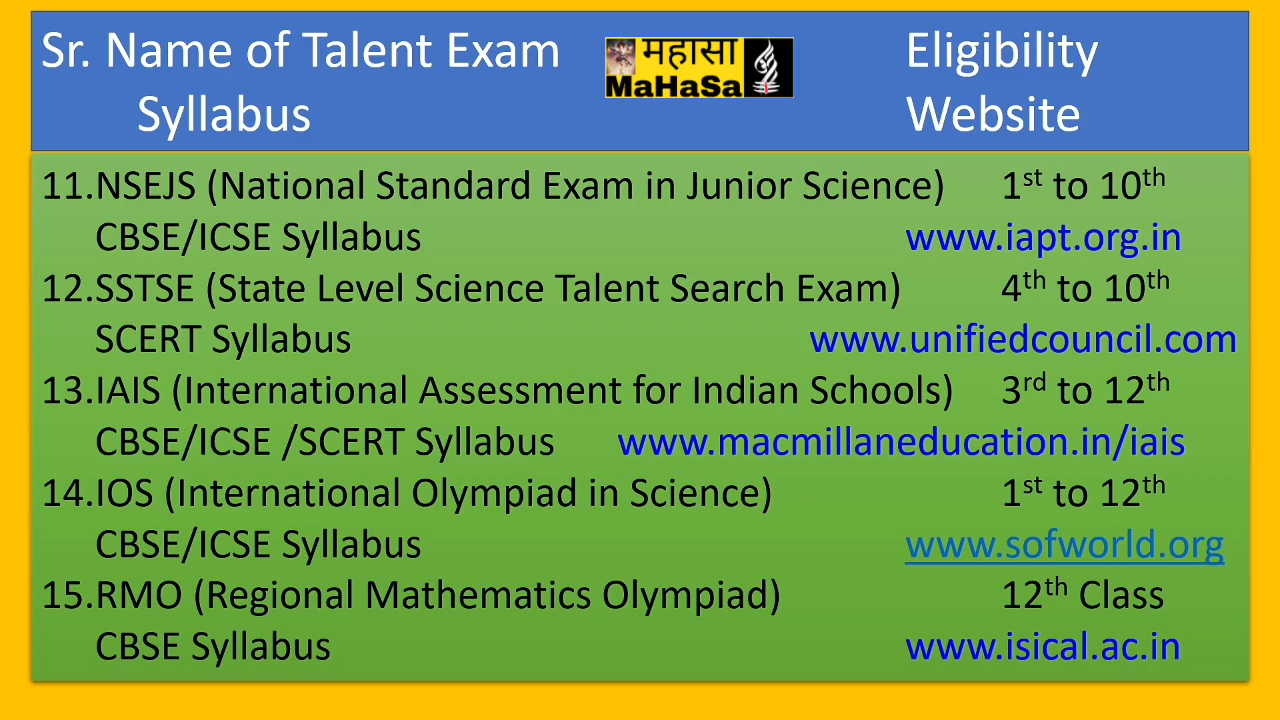 Sr. Name of Talent Exam Eligibility
महासा
MaHaSa
Syllabus Website
11.NSEJS (National Standard Exam in Junior Science) 1st to 10th
CBSE/ICSE Syllabus www.iapt.org.in
12.SSTSE (State Level Science Talent Search Exam) 4th to 10th
SCERT Syllabus www.unifiedcouncil.com
13.IAIS (International Assessment for Indian Schools) 3rd to 12th
CBSE/ICSE /SCERT Syllabus www.macmillaneducation.in/iais
14.IOS (International Olympiad in Science) 1st to 12th
CBSE/ICSE Syllabus www.sofworld.org
15.RMO (Regional Mathematics Olympiad) 12th Class
CBSE Syllabus www.isical.ac.in